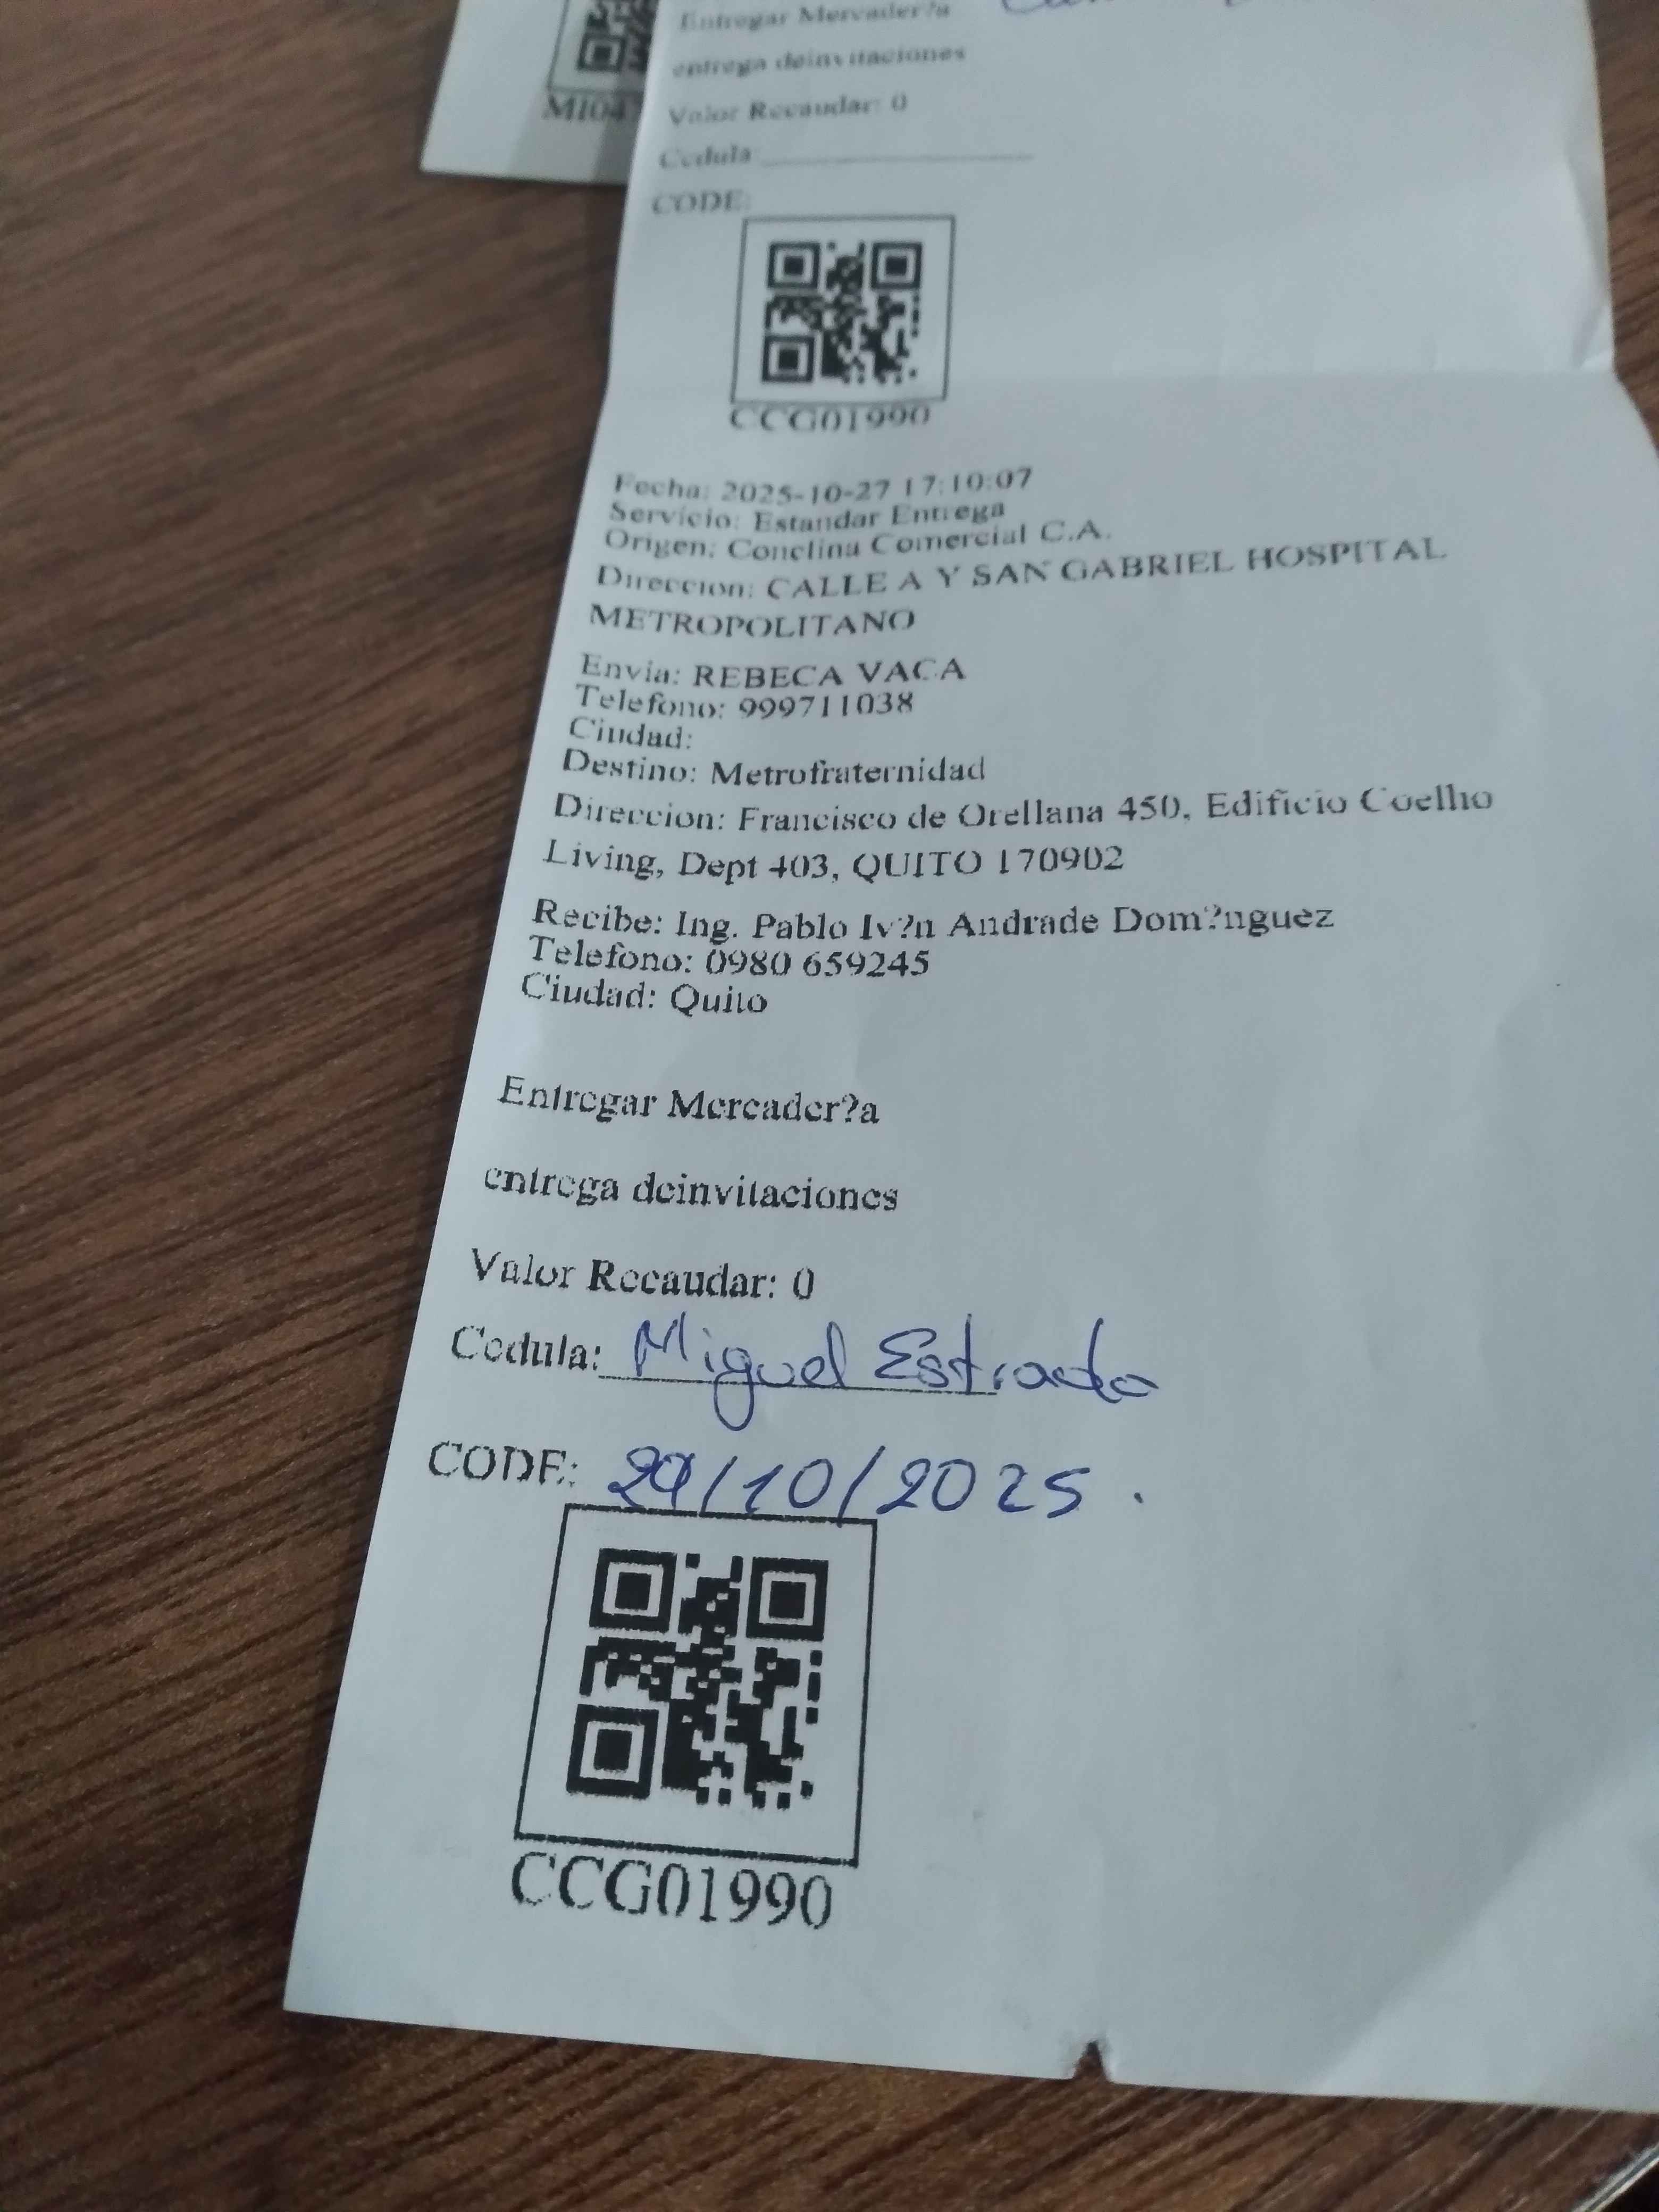 MI04
Entregar Mercader?a
entrega deinvitaciones
Valor Recaudar: 0
Cedula:
CODE:
CCG01990
Fecha: 2025-10-27 17:10:07
Servicio: Estandar Entrega
Origen: Conclina Comercial C.A.
Direccion: CALLE A Y SAN GABRIEL HOSPITAL
METROPOLITANO
Envia: REBECA VACA
Telefono: 999711038
Ciudad:
Destino: Metrofraternidad
Direccion: Francisco de Orellana 450, Edificio Coelho
Living, Dept 403, QUITO 170902
Recibe: Ing. Pablo Iv?n Andrade Dom?nguez
Telefono: 0980 659245
Ciudad: Quito
Entregar Mercader?a
entrega deinvitaciones
Valor Recaudar: 0
Cedula: Miguel Estrada
CODE: 29/10/2025.
CCG01990